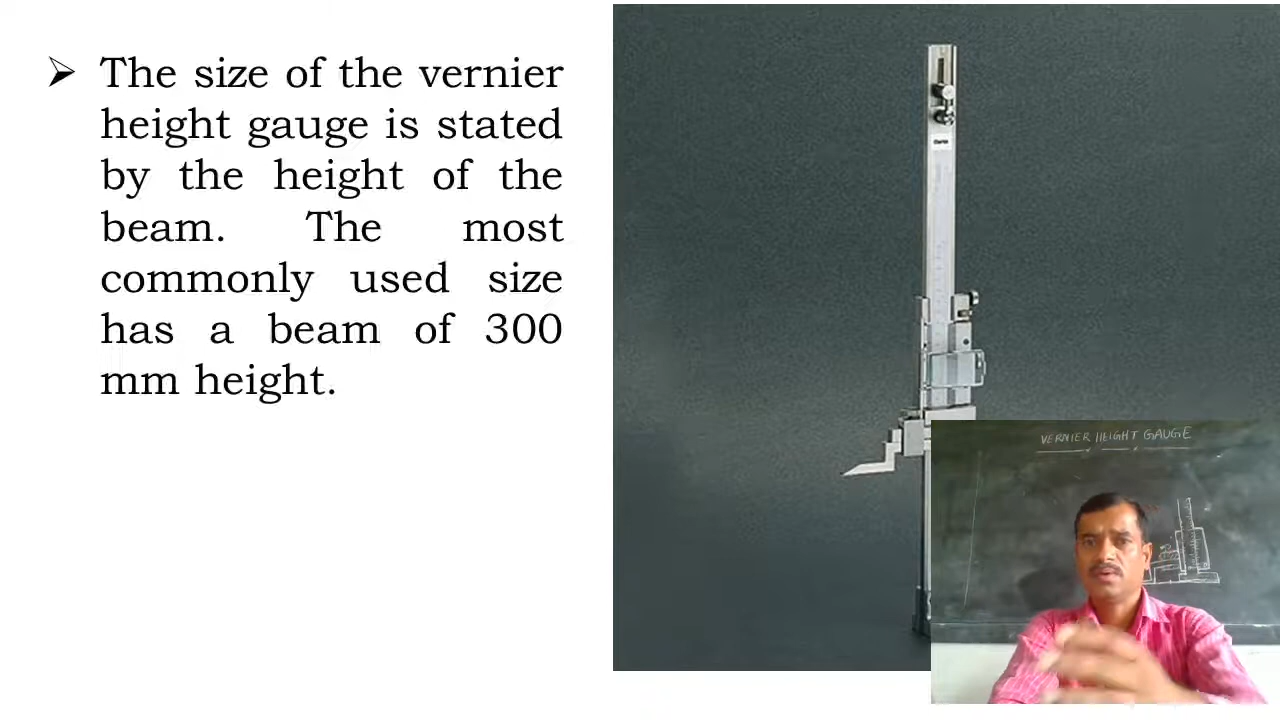 The size of the vernier
height gauge is stated
by the height of the
beam. The most
commonly used size
has a beam of 300
mm height.
VERNIER HEIGHT GAUGE